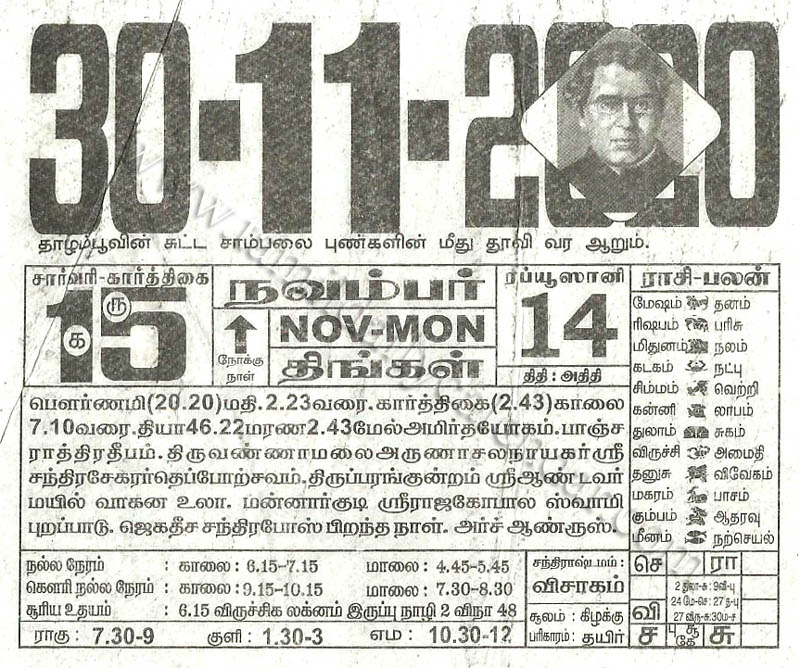 30-11-2020
தாழம்பூவின் சுட்ட சாம்பலை புண்களின் மீது தூவி வர ஆறும்.
சார்வரி-கார்த்திகை
15
க ரு
நவம்பர்
நோக்கு நாள்
NOV-MON
திங்கள்
ரப்யூஸானி
14
திதி : அதிதி
ராசி-பலன்
மேஷம் தனம்
ரிஷபம் பரிசு
மிதுனம் நலம்
கடகம் நட்பு
சிம்மம் வெற்றி
கன்னி லாபம்
துலாம் சுகம்
விருச்சி அமைதி
தனுசு விவேகம்
மகரம் பாசம்
கும்பம் ஆதரவு
மீனம் நற்செயல்
பௌர்ணமி(20.20)மதி.2.23வரை.கார்த்திகை(2.43)காலை
7.10வரை.தியா46.22மரண2.43மேல்அமிர்தயோகம்.பாஞ்ச
ராத்திரதீபம்.திருவண்ணாமலை அருணாசலநாயகர்ஸ்ரீ
சந்திரசேகரர்தெப்போற்சவம்.திருப்பரங்குன்றம் ஸ்ரீஆண்டவர்
மயில் வாகன உலா. மன்னார்குடி ஸ்ரீராஜகோபால ஸ்வாமி
புறப்பாடு. ஜெகதீச சந்திரபோஸ் பிறந்த நாள். அர்ச் ஆண்ரூஸ்.
நல்ல நேரம் : காலை: 6.15-7.15 மாலை: 4.45-5.45
கௌரி நல்ல நேரம் : காலை: 9.15-10.15 மாலை: 7.30-8.30
சூரிய உதயம் : 6.15 விருச்சிக லக்னம் இருப்பு நாழி 2 விநா 48
ராகு : 7.30-9 குளி : 1.30-3 எம : 10.30-12
சந்திராஷ்டமம்:
விசாகம்
சூலம் : கிழக்கு
பரிகாரம் : தயிர்
செ ரா
2 துலா-சு : 9வி-பு
24 மே-செ : 27 த-பு
வி 27 விரு-சு:30ம-ச
ச பு சூ கே சு